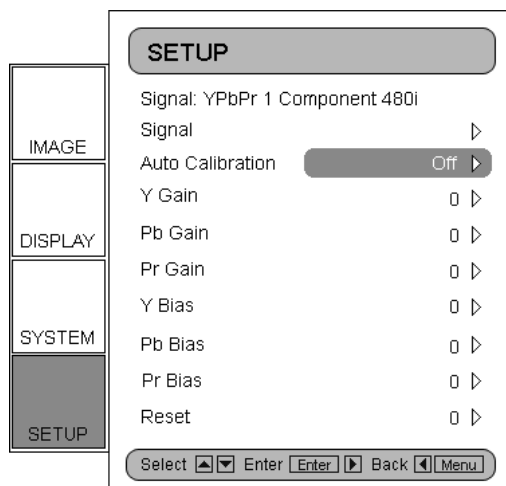 SETUP
Signal: YPbPr 1 Component 480i
Signal
Auto Calibration Off
Y Gain 0
Pb Gain 0
Pr Gain 0
Y Bias 0
Pb Bias 0
Pr Bias 0
Reset 0
Select Enter Enter Back Menu
IMAGE
DISPLAY
SYSTEM
SETUP